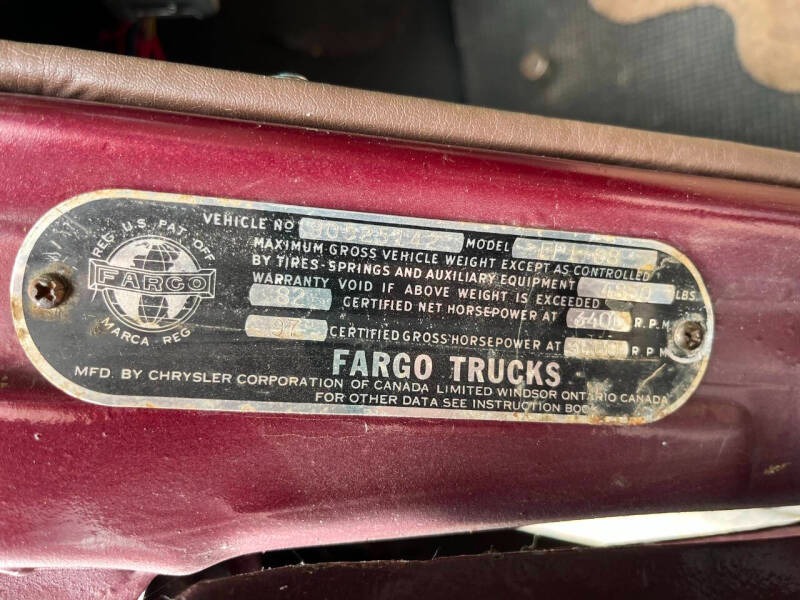 REG. U.S. PAT. OFF.
FARGO
MARCA REG.
VEHICLE NO
MODEL
MAXIMUM GROSS VEHICLE WEIGHT EXCEPT AS CONTROLLED
BY TIRES-SPRINGS AND AUXILIARY EQUIPMENT LBS
WARRANTY VOID IF ABOVE WEIGHT IS EXCEEDED
82 CERTIFIED NET HORSEPOWER AT R.P.M
97 CERTIFIED GROSS HORSEPOWER AT R.P.M
FARGO TRUCKS
MFD. BY CHRYSLER CORPORATION OF CANADA LIMITED WINDSOR ONTARIO CANADA
FOR OTHER DATA SEE INSTRUCTION BOOK